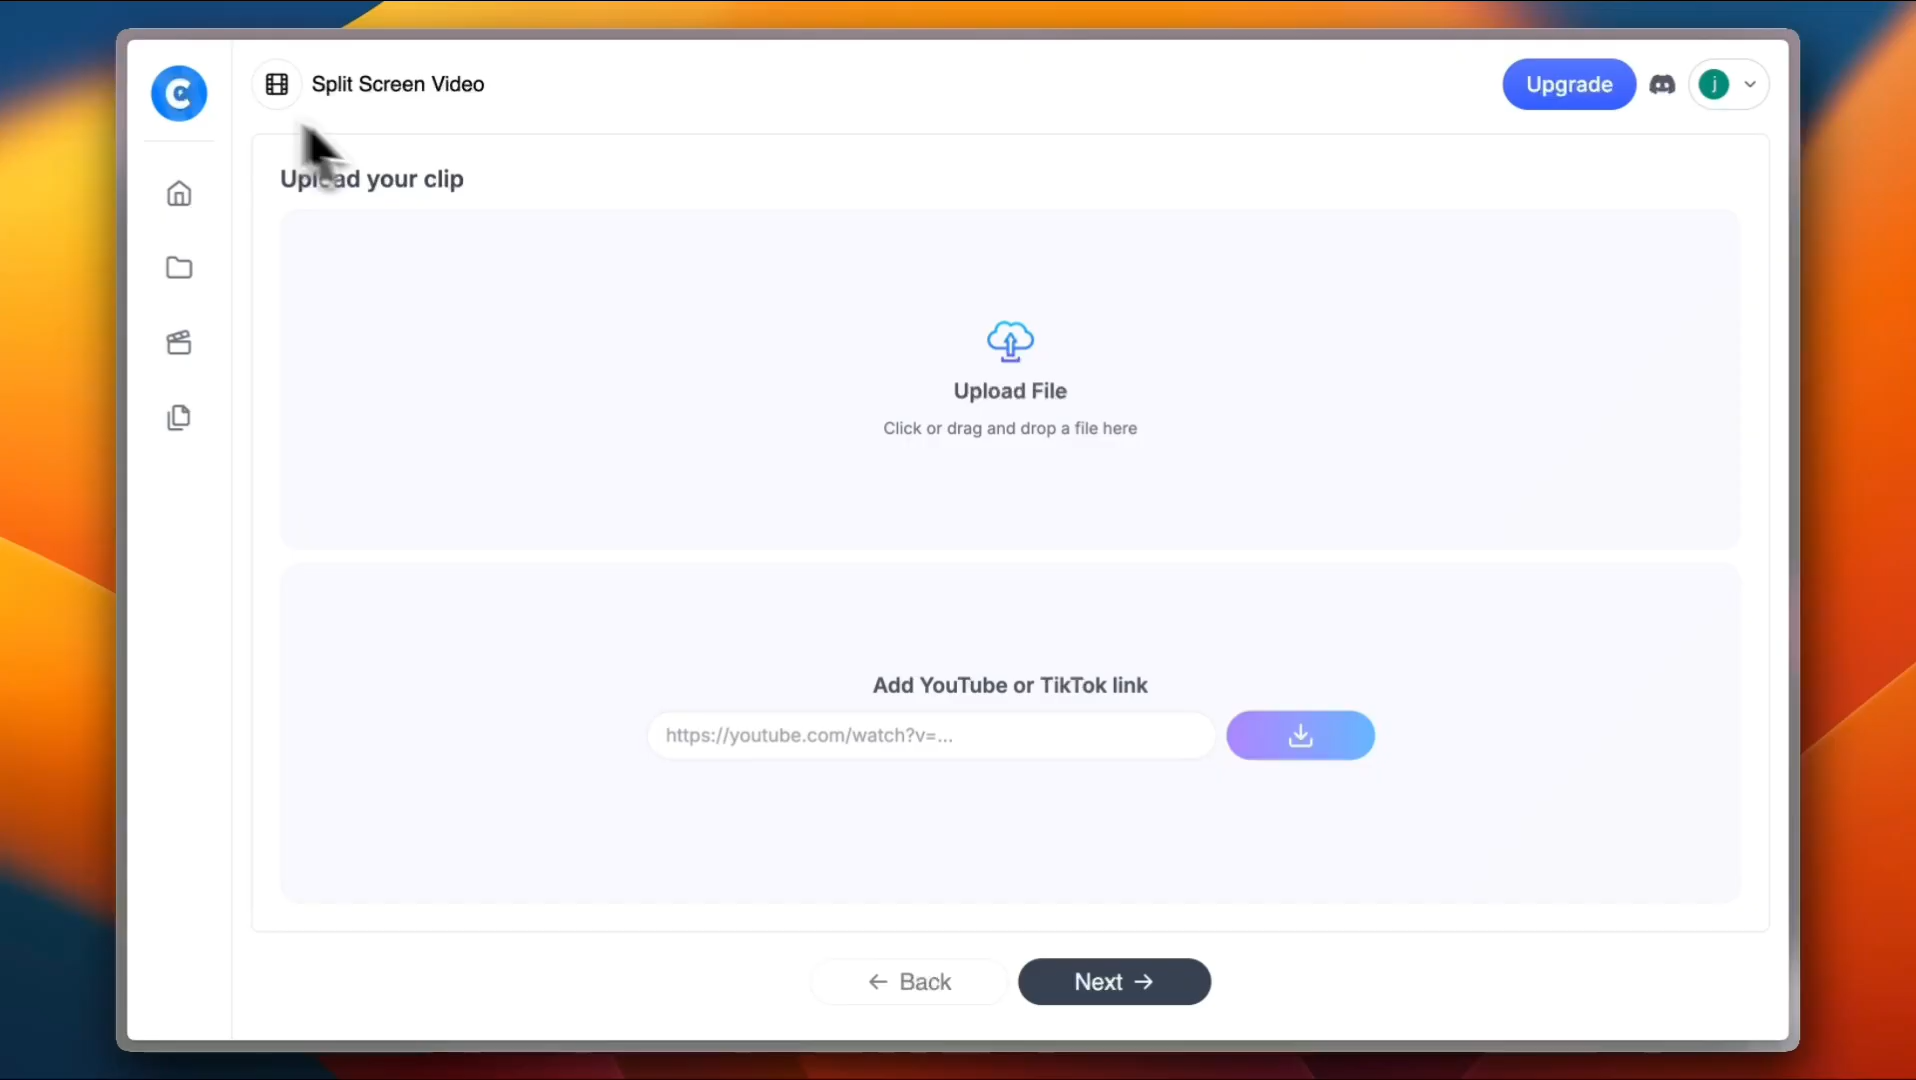 C
Split Screen Video
Upgrade
j
Upload your clip
Upload File
Click or drag and drop a file here
Add YouTube or TikTok link
https://youtube.com/watch?v=...
← Back
Next →